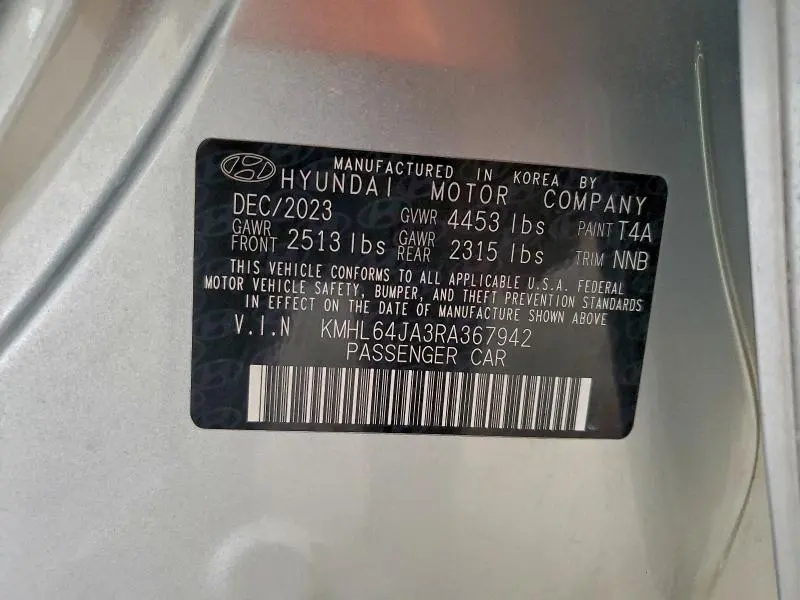 MANUFACTURED IN KOREA BY
HYUNDAI MOTOR COMPANY
DEC/2023 GVWR 4453 lbs PAINT T4A
GAWR FRONT 2513 lbs GAWR REAR 2315 lbs TRIM NNB
THIS VEHICLE CONFORMS TO ALL APPLICABLE U.S.A. FEDERAL
MOTOR VEHICLE SAFETY, BUMPER, AND THEFT PREVENTION STANDARDS
IN EFFECT ON THE DATE OF MANUFACTURE SHOWN ABOVE
V.I.N KMHL64JA3RA367942
PASSENGER CAR